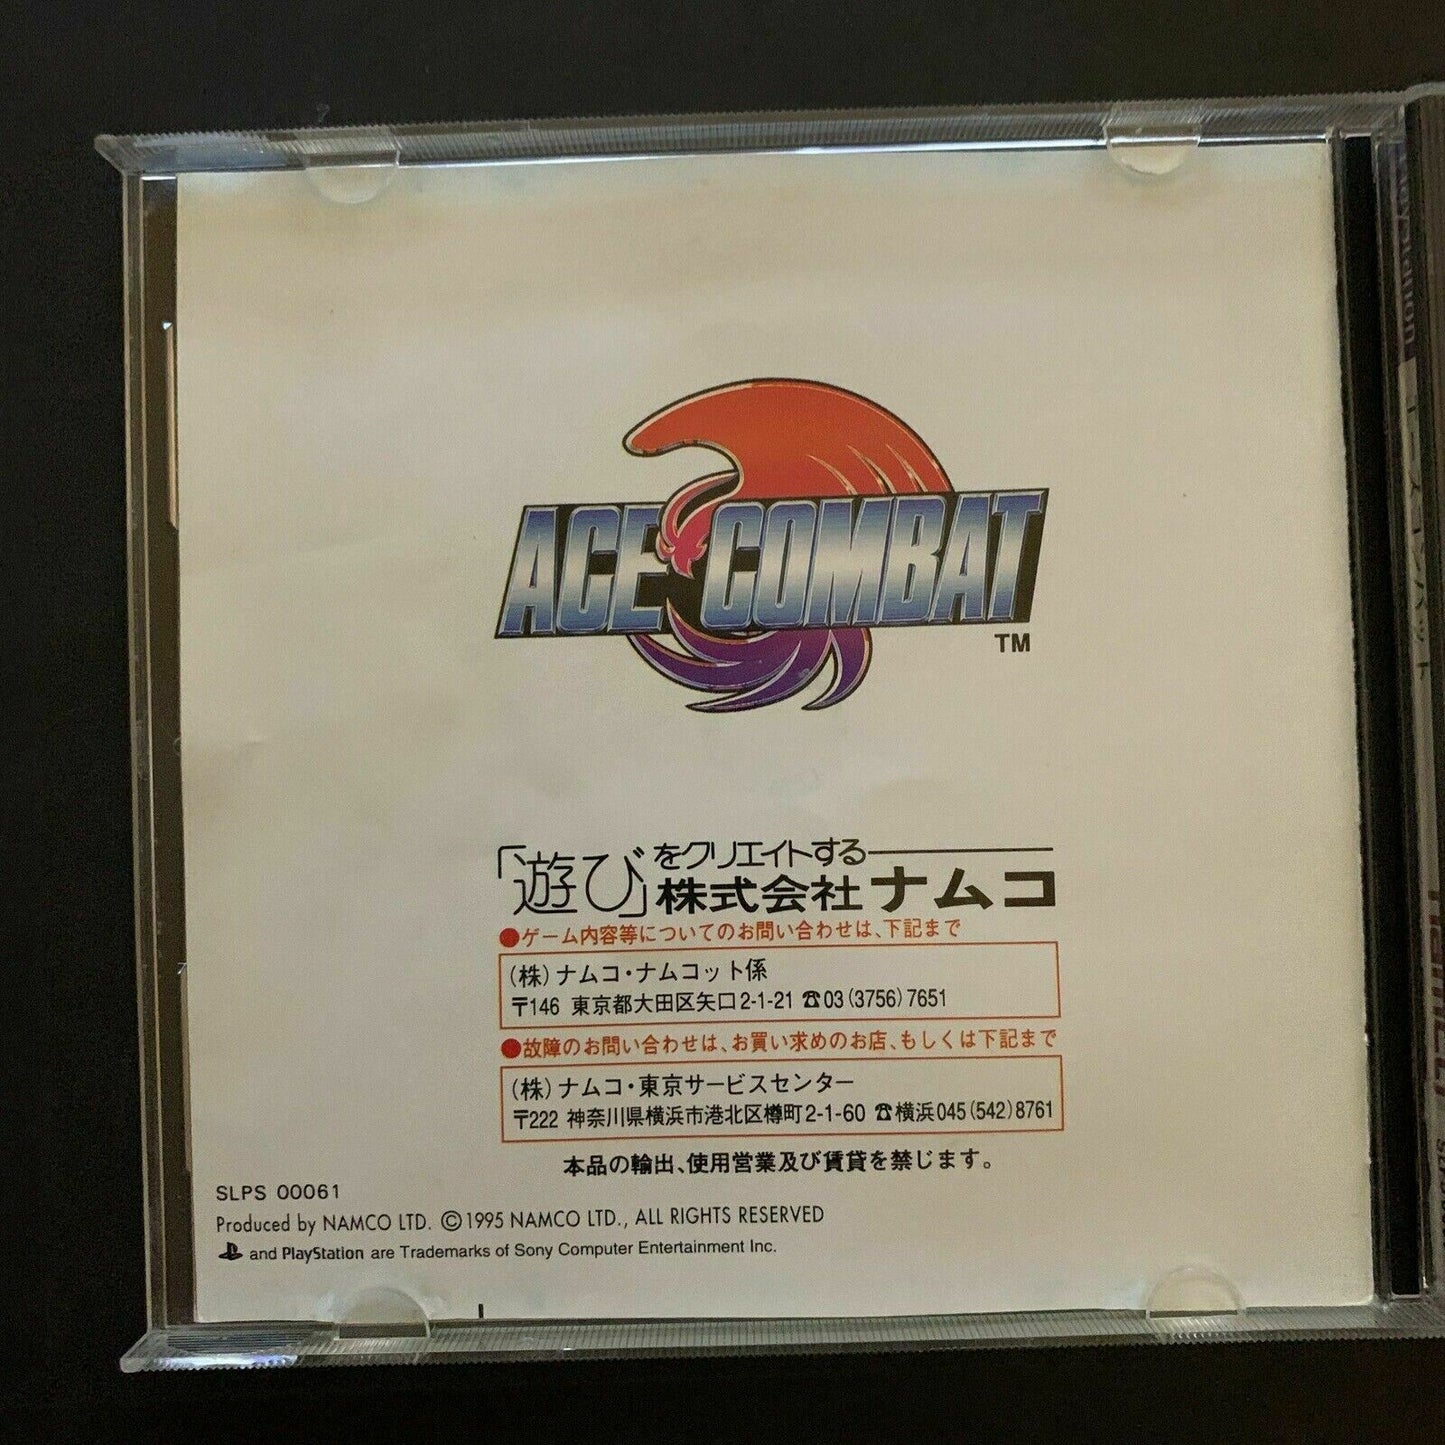 ACE COMBAT
TM
「遊び」をクリエイトする
株式会社ナムコ
●ゲーム内容等についてのお問い合わせは、下記まで
(株)ナムコ・ナムコット係
〒146 東京都大田区矢口2-1-21 ☎03(3756)7651
●故障のお問い合わせは、お買い求めのお店、もしくは下記まで
(株)ナムコ・東京サービスセンター
〒222 神奈川県横浜市港北区樽町2-1-60 ☎横浜045(542)8761
本品の輸出、使用営業及び賃貸を禁じます。
SLPS 00061
Produced by NAMCO LTD. ©1995 NAMCO LTD., ALL RIGHTS RESERVED
and PlayStation are Trademarks of Sony Computer Entertainment Inc.